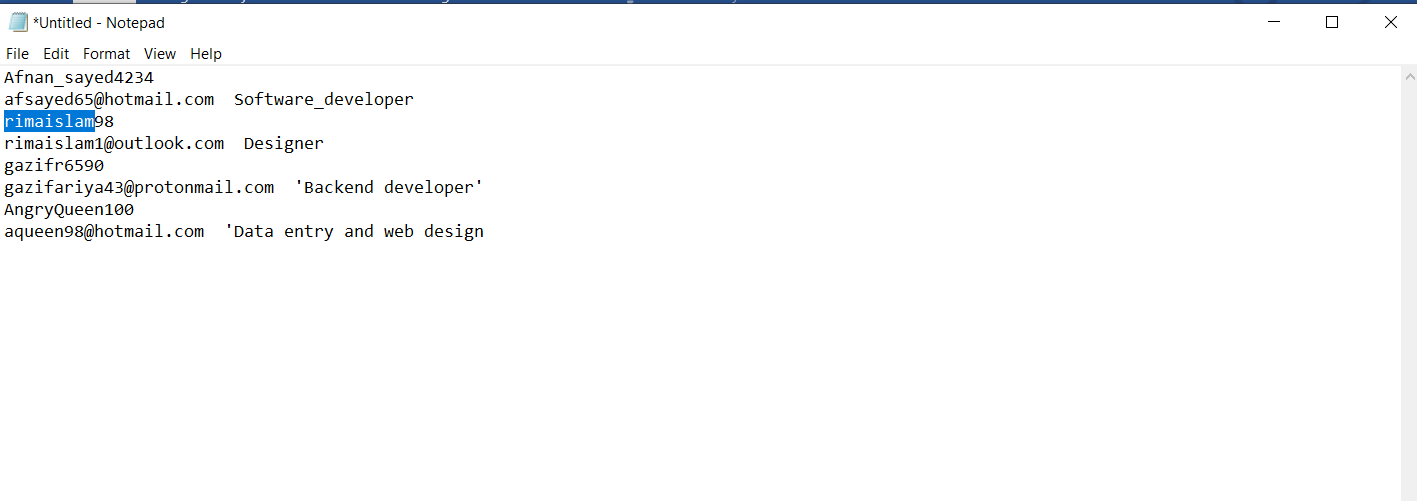 *Untitled - Notepad
File Edit Format View Help
Afnan_sayed4234
afsayed65@hotmail.com  Software_developer
rimaislam98
rimaislam1@outlook.com  Designer
gazifr6590
gazifariya43@protonmail.com  'Backend developer'
AngryQueen100
aqueen98@hotmail.com  'Data entry and web design